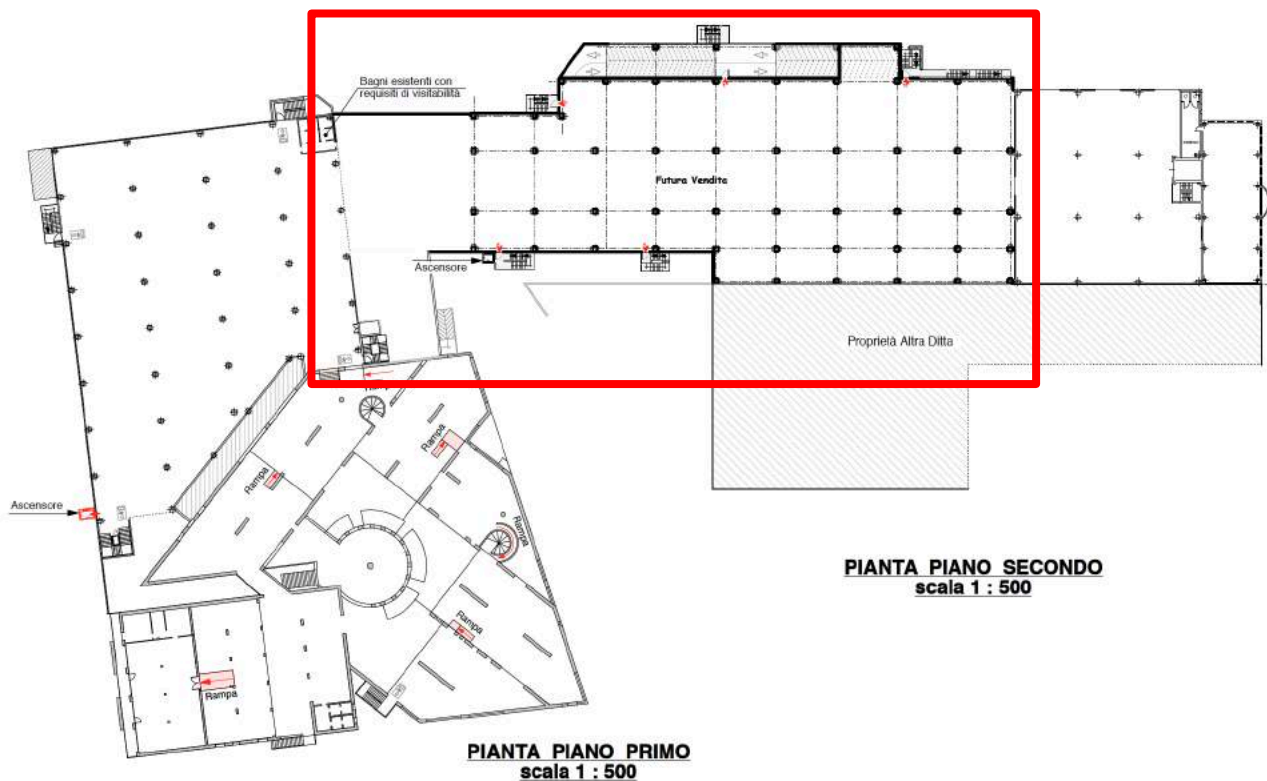 Bagni esistenti con
requisiti di visitabilità
Futura Vendita
Ascensore
Proprietà Altra Ditta
Rampa
Rampa
Rampa
Ascensore
Rampa
Rampa
Rampa
PIANTA PIANO SECONDO
scala 1 : 500
PIANTA PIANO PRIMO
scala 1 : 500